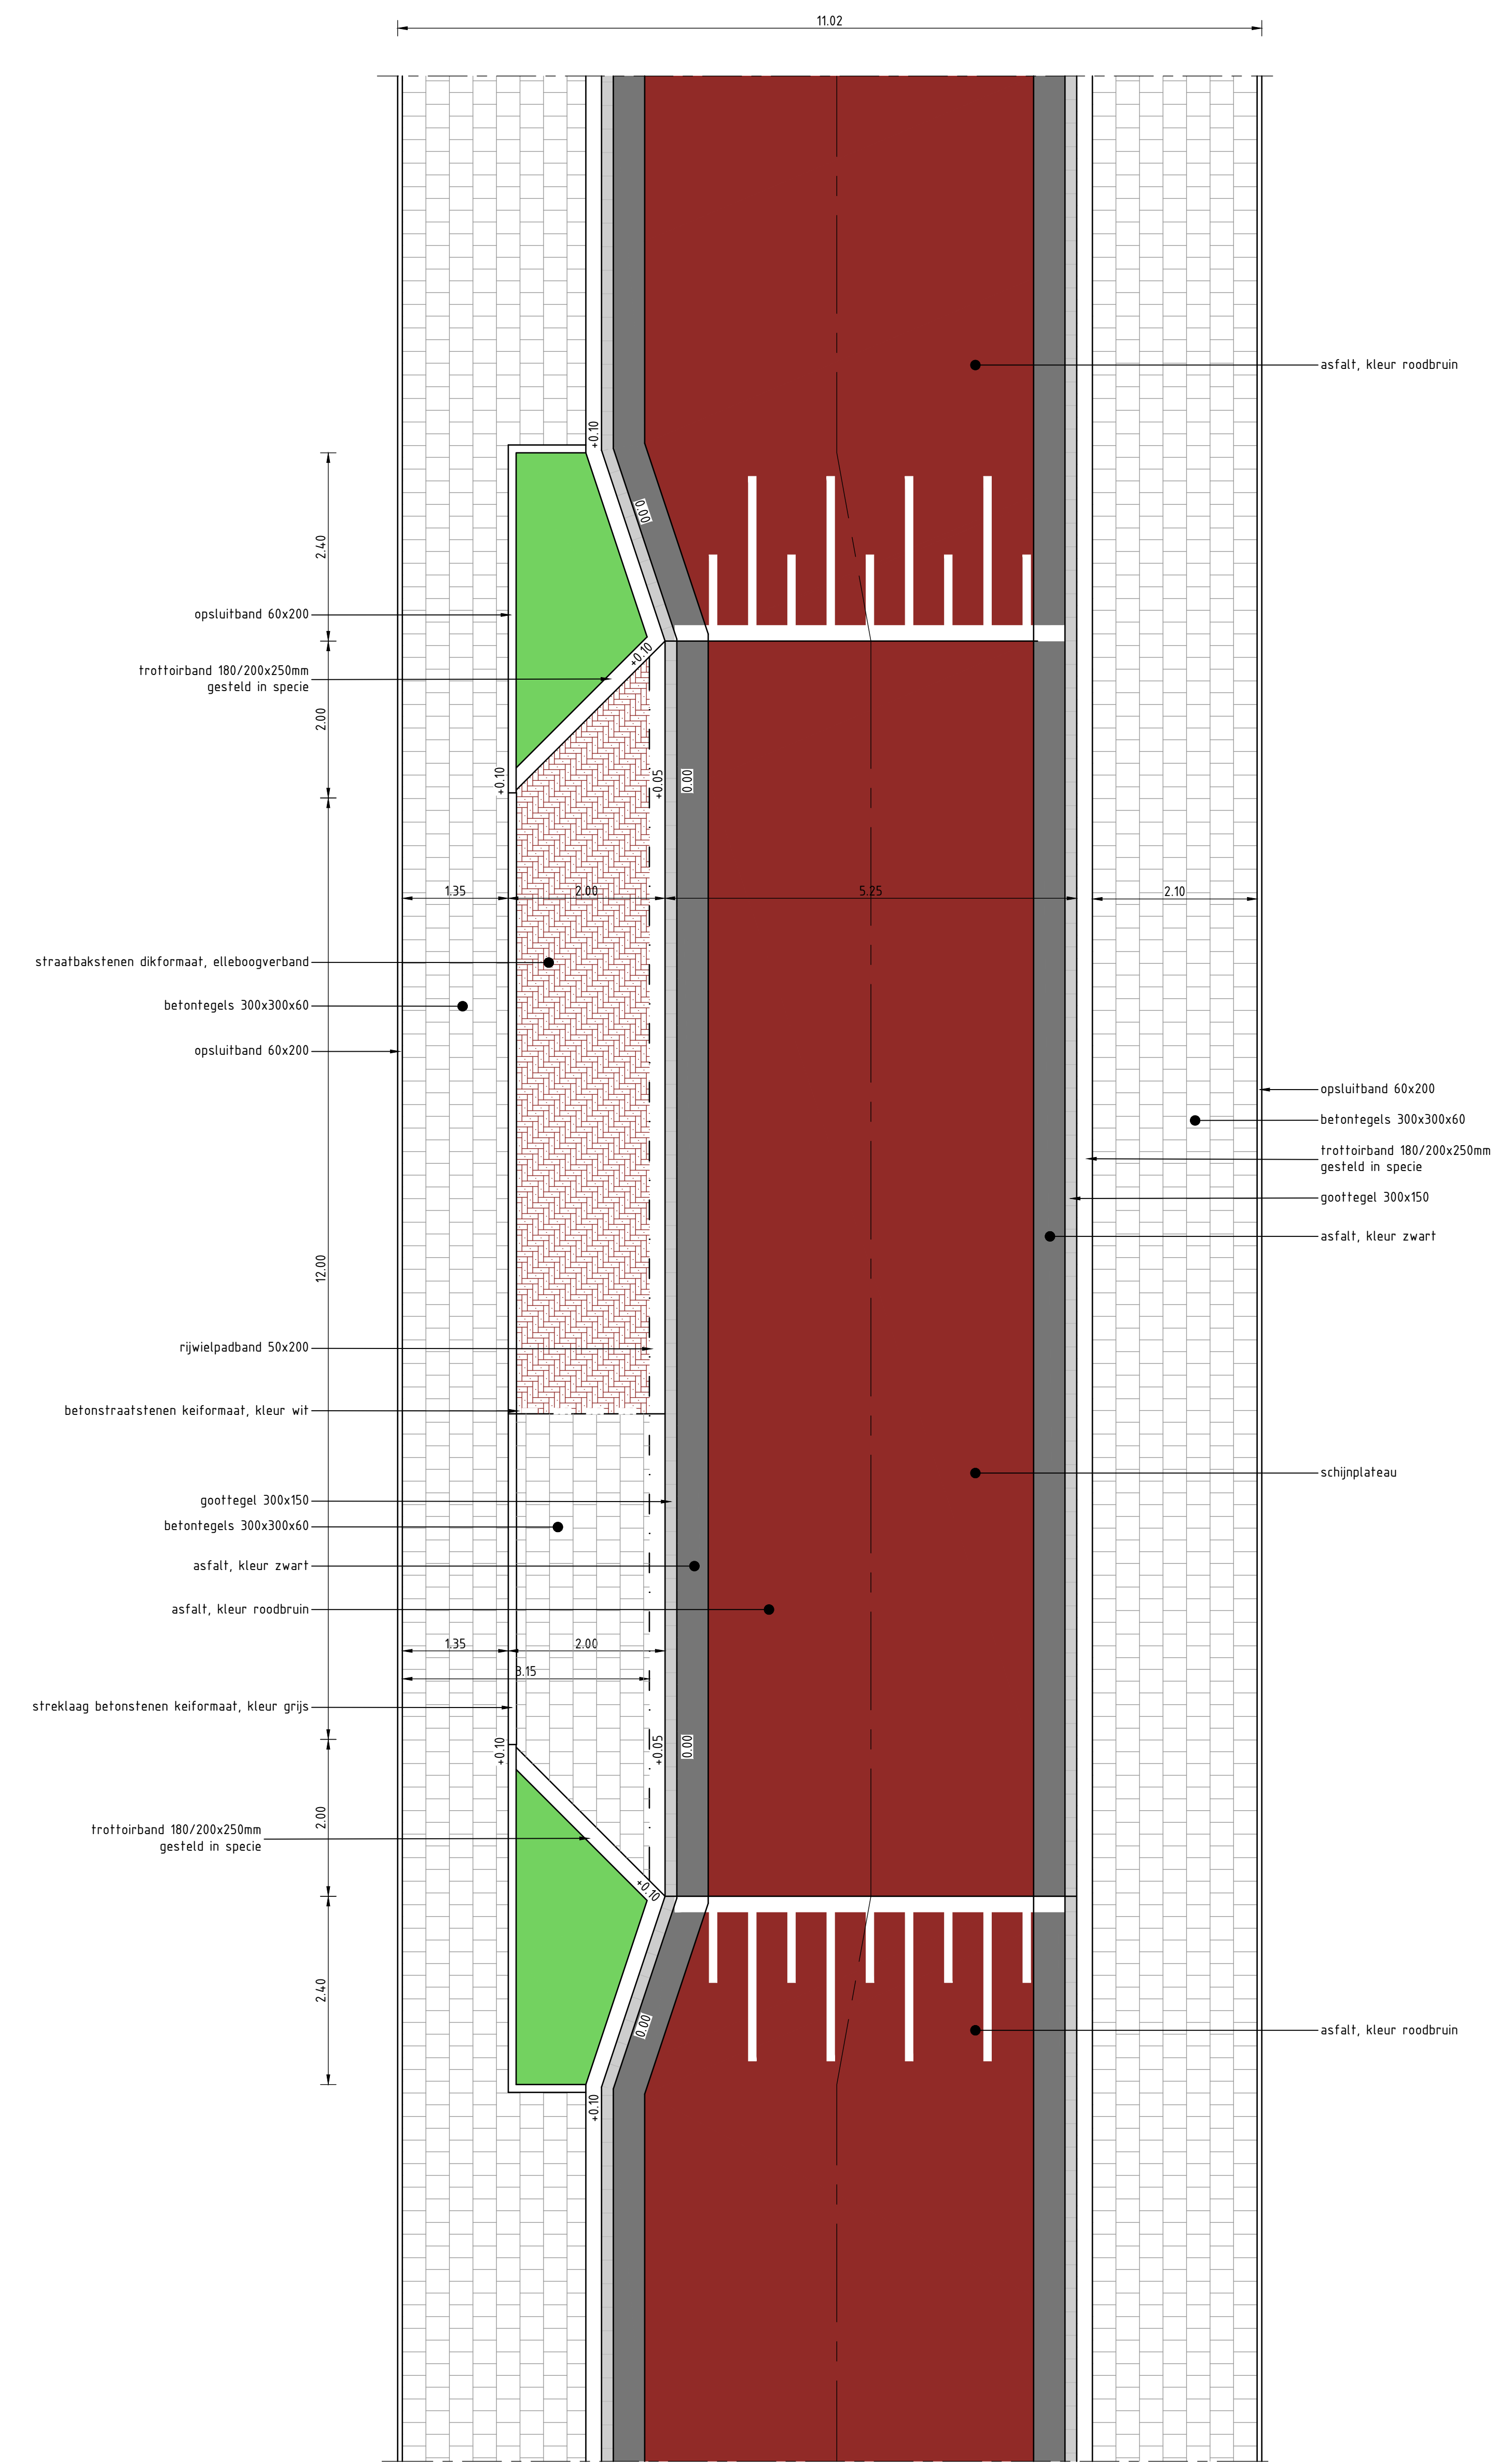 11.02
asfalt, kleur roodbruin
+0.10
0.00
2.40
opsluitband 60x200
+0.10
trottoirband 180/200x250mm
gesteld in specie
2.00
+0.10
+0.05
0.00
1.35
2.00
5.25
2.10
straatbakstenen dikformaat, elleboogverband
betontegels 300x300x60
opsluitband 60x200
opsluitband 60x200
betontegels 300x300x60
trottoirband 180/200x250mm
gesteld in specie
goottegel 300x150
asfalt, kleur zwart
12.00
rijwielpadband 50x200
betonstraatstenen keiformaat, kleur wit
schijnplateau
goottegel 300x150
betontegels 300x300x60
asfalt, kleur zwart
asfalt, kleur roodbruin
1.35
2.00
3.15
streklaag betonstenen keiformaat, kleur grijs
+0.10
+0.05
0.00
2.00
trottoirband 180/200x250mm
gesteld in specie
+0.10
2.40
0.00
asfalt, kleur roodbruin
+0.10